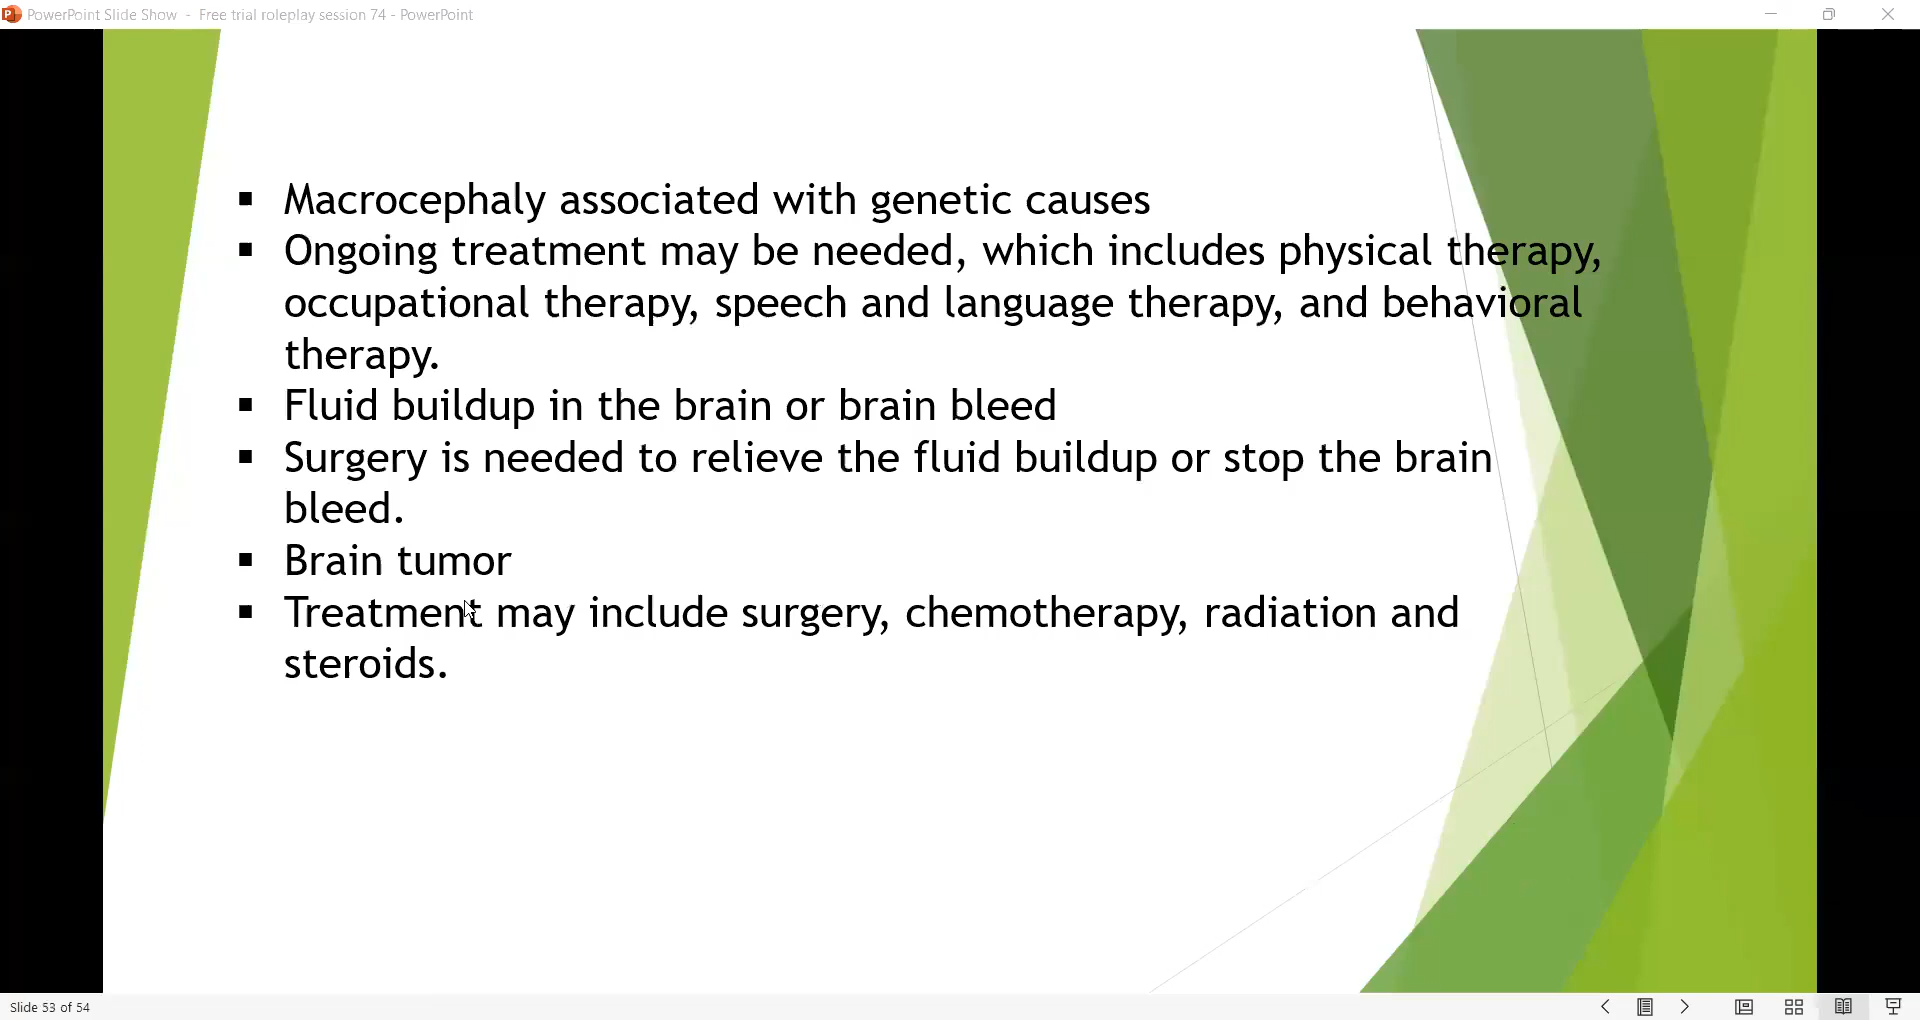 PowerPoint Slide Show - Free trial roleplay session 74 - PowerPoint
▪ Macrocephaly associated with genetic causes
▪ Ongoing treatment may be needed, which includes physical therapy,
occupational therapy, speech and language therapy, and behavioral
therapy.
▪ Fluid buildup in the brain or brain bleed
▪ Surgery is needed to relieve the fluid buildup or stop the brain
bleed.
▪ Brain tumor
▪ Treatment may include surgery, chemotherapy, radiation and
steroids.
Slide 53 of 54